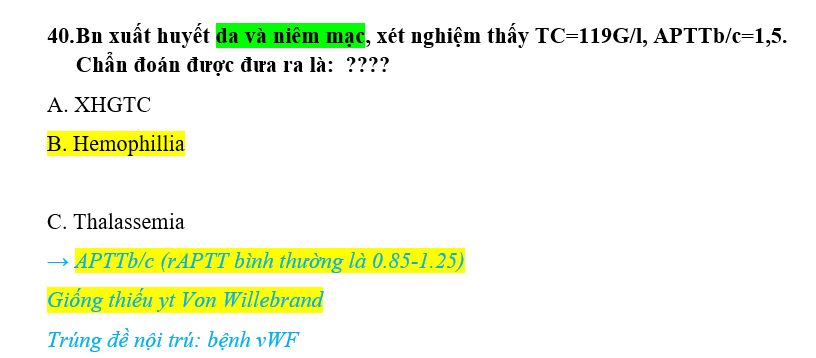 40.Bn xuất huyết da và niêm mạc, xét nghiệm thấy TC=119G/l, APTTb/c=1,5.
Chẩn đoán được đưa ra là: ????
A. XHGTC
B. Hemophillia
C. Thalassemia
→ APTTb/c (rAPTT bình thường là 0.85-1.25)
Giống thiếu yt Von Willebrand
Trúng đề nội trú: bệnh vWF